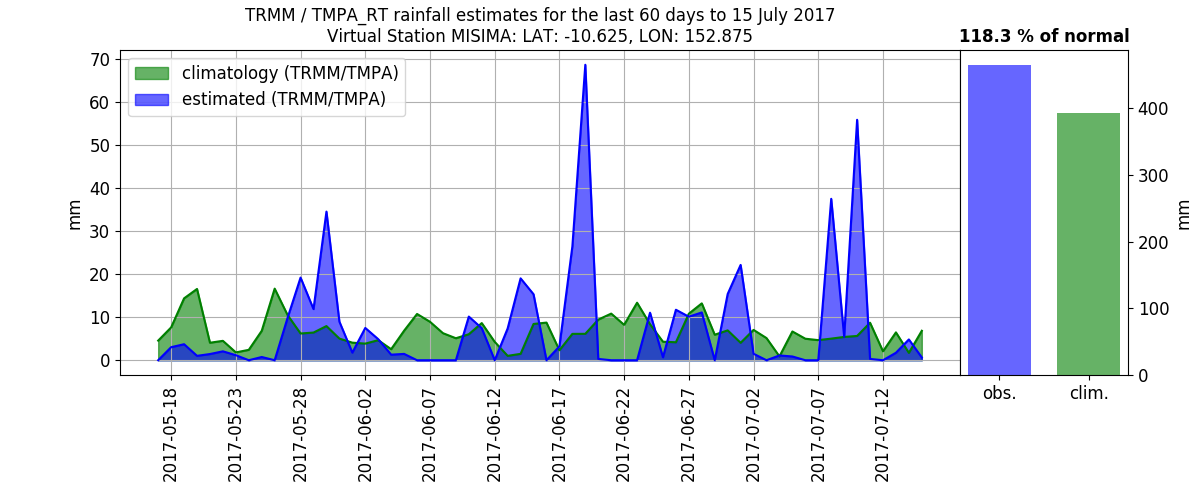 TRMM / TMPA_RT rainfall estimates for the last 60 days to 15 July 2017
Virtual Station MISIMA: LAT: -10.625, LON: 152.875
118.3 % of normal
climatology (TRMM/TMPA)
estimated (TRMM/TMPA)
mm
70
60
50
40
30
20
10
0
2017-05-18
2017-05-23
2017-05-28
2017-06-02
2017-06-07
2017-06-12
2017-06-17
2017-06-22
2017-06-27
2017-07-02
2017-07-07
2017-07-12
400
300
200
100
0
mm
obs.
clim.